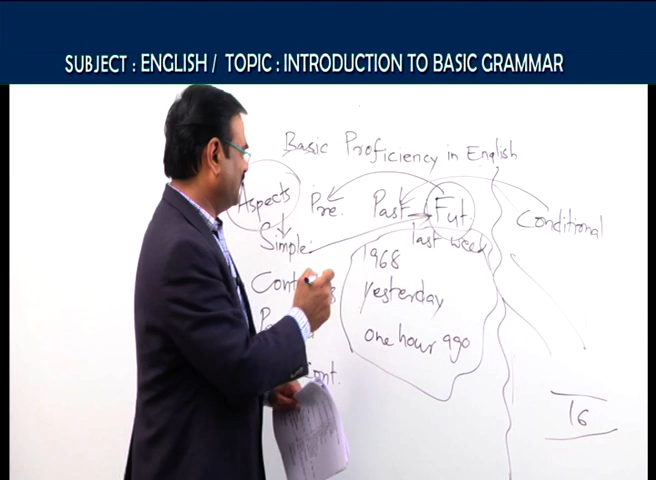 SUBJECT : ENGLISH / TOPIC : INTRODUCTION TO BASIC GRAMMAR
Basic Proficiency in English
Aspects Pre. Past Fut Conditional
Simple
last week
1968
yesterday
one hour ago
Cont.
16